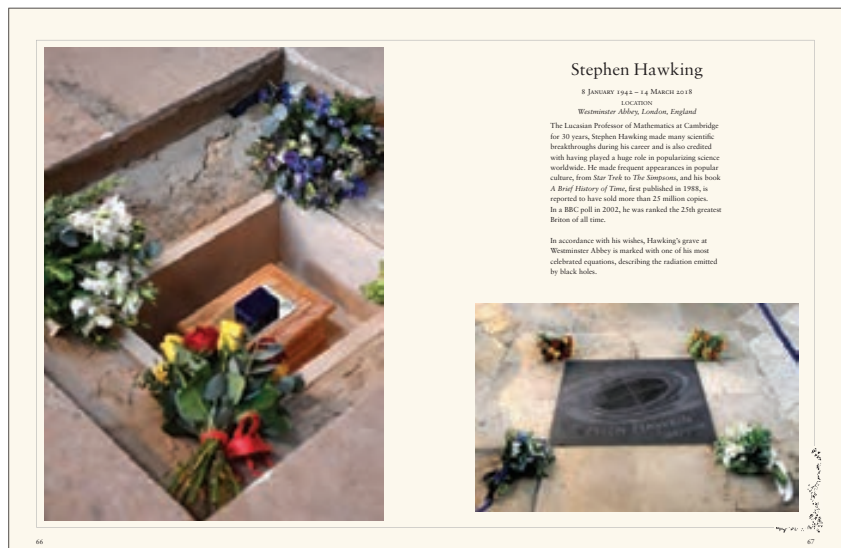 Stephen Hawking
8 January 1942 – 14 March 2018
LOCATION
Westminster Abbey, London, England
The Lucasian Professor of Mathematics at Cambridge
for 30 years, Stephen Hawking made many scientific
breakthroughs during his career and is also credited
with having played a huge role in popularizing science
worldwide. He made frequent appearances in popular
culture, from Star Trek to The Simpsons, and his book
A Brief History of Time, first published in 1988, is
reported to have sold more than 25 million copies.
In a BBC poll in 2002, he was ranked the 25th greatest
Briton of all time.
In accordance with his wishes, Hawking's grave at
Westminster Abbey is marked with one of his most
celebrated equations, describing the radiation emitted
by black holes.
STEPHEN HAWKING
66
67